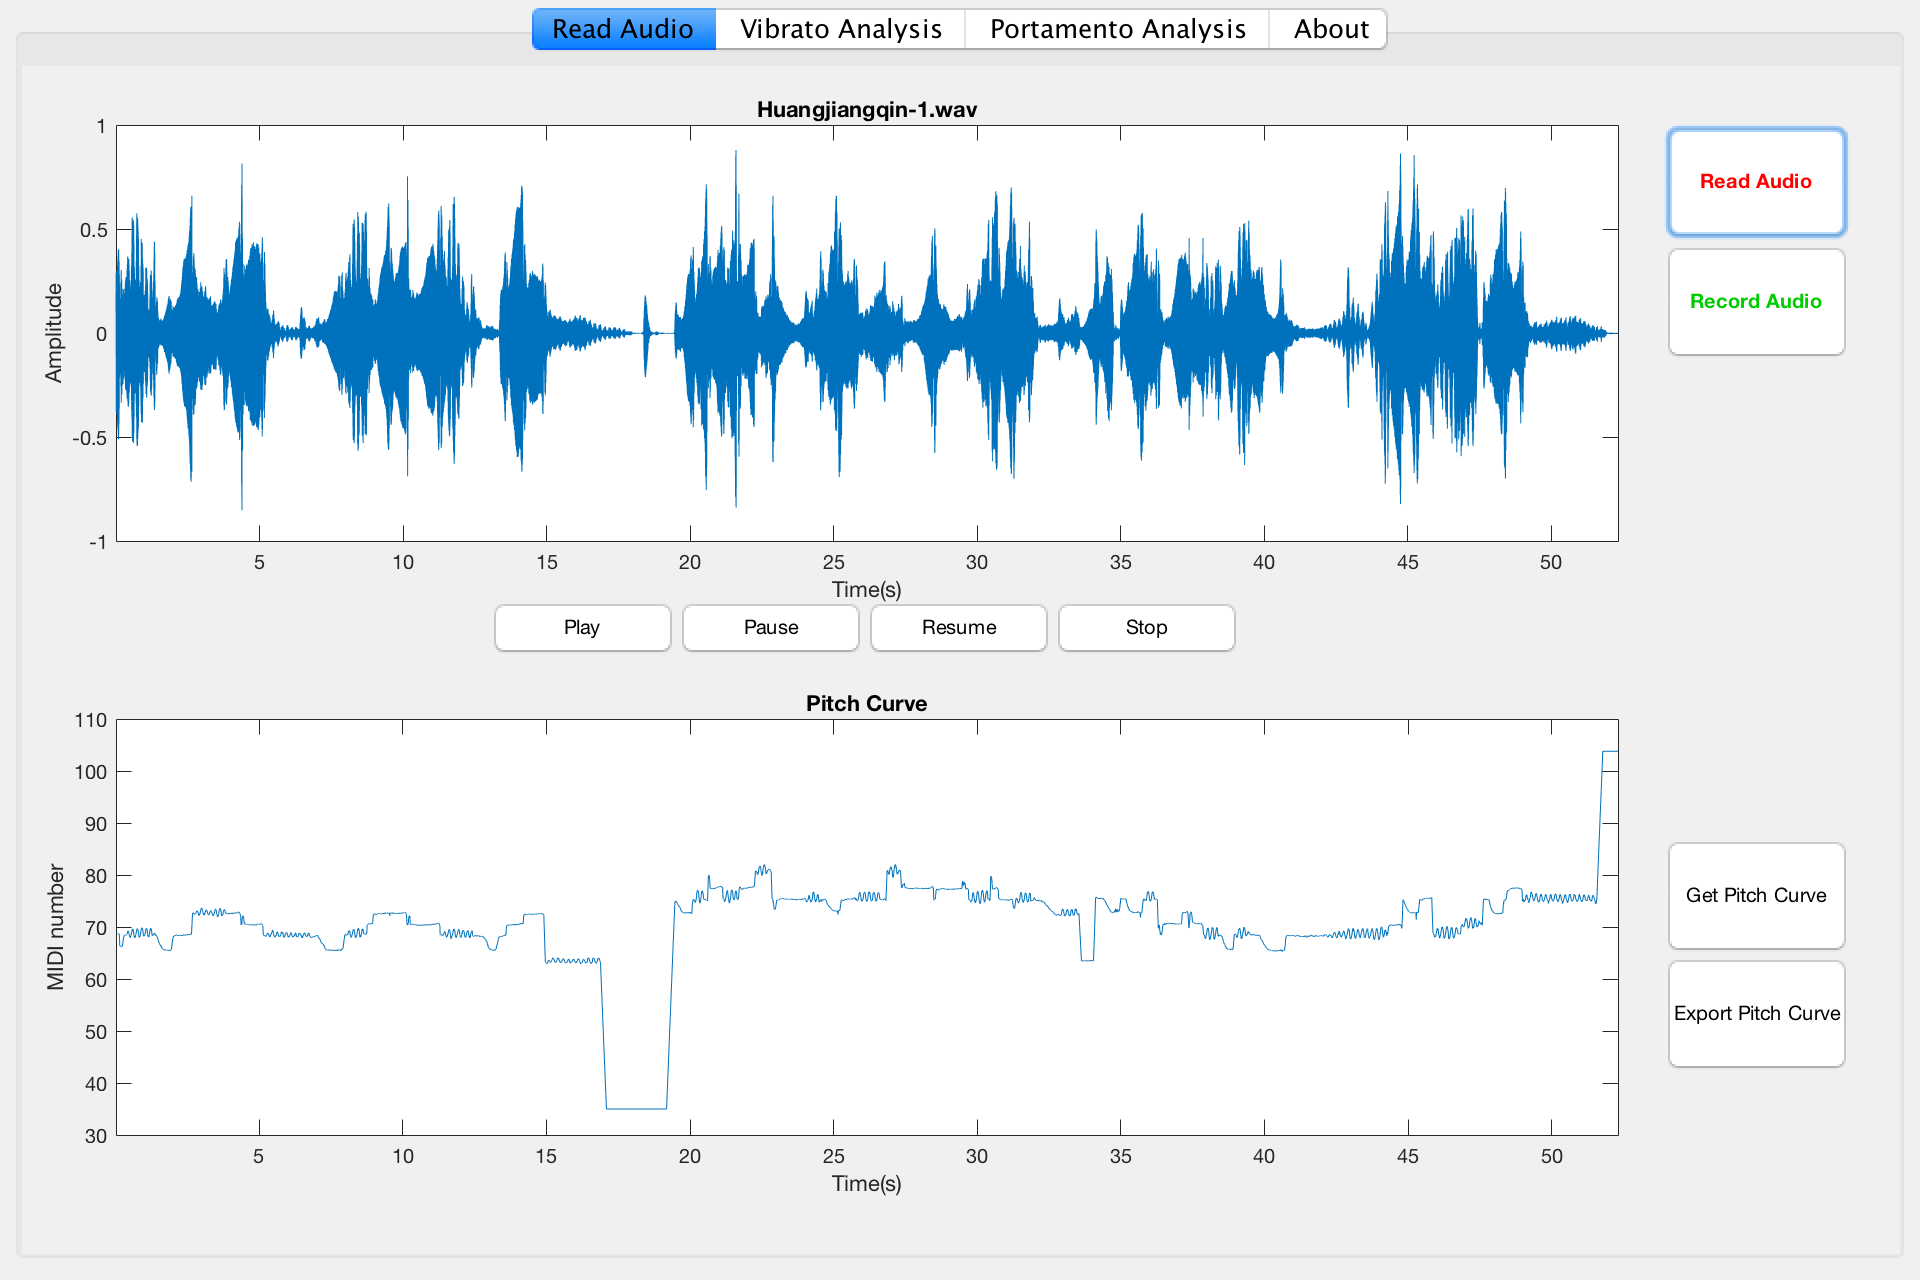 Read Audio Vibrato Analysis Portamento Analysis About
Huangjiangqin-1.wav
1
0.5
0
-0.5
-1
Amplitude
5 10 15 20 25 30 35 40 45 50
Time(s)
Read Audio
Record Audio
Play Pause Resume Stop
Pitch Curve
110
100
90
80
70
60
50
40
30
MIDI number
5 10 15 20 25 30 35 40 45 50
Time(s)
Get Pitch Curve
Export Pitch Curve